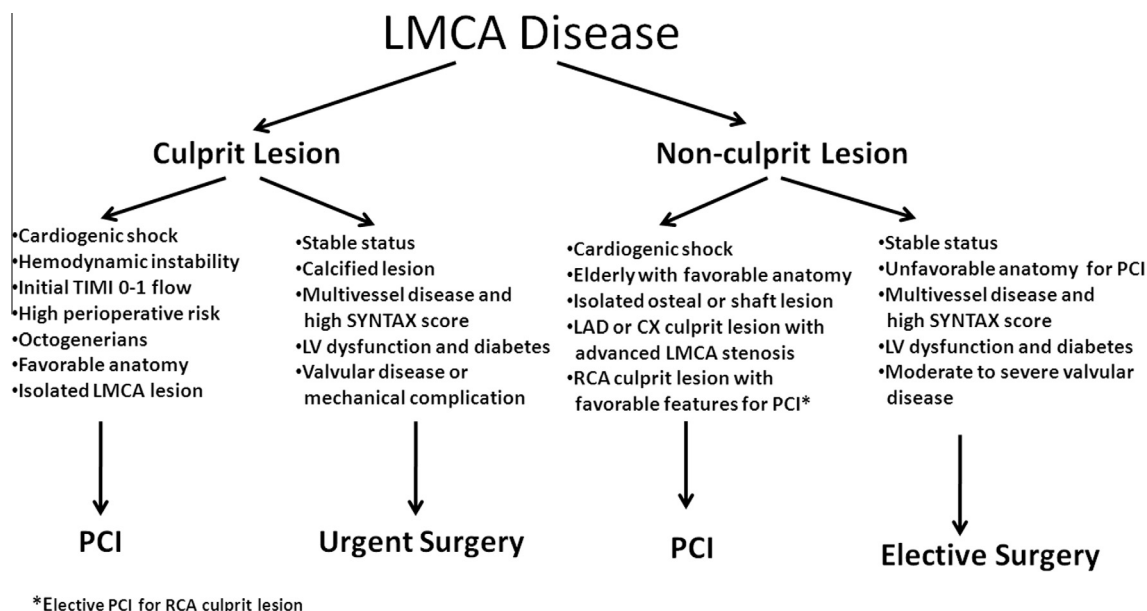 LMCA Disease
Culprit Lesion
Non-culprit Lesion
•Cardiogenic shock
•Hemodynamic instability
•Initial TIMI 0-1 flow
•High perioperative risk
•Octogenerians
•Favorable anatomy
•Isolated LMCA lesion
•Stable status
•Calcified lesion
•Multivessel disease and
high SYNTAX score
•LV dysfunction and diabetes
•Valvular disease or
mechanical complication
•Cardiogenic shock
•Elderly with favorable anatomy
•Isolated osteal or shaft lesion
•LAD or CX culprit lesion with
advanced LMCA stenosis
•RCA culprit lesion with
favorable features for PCI*
•Stable status
•Unfavorable anatomy for PCI
•Multivessel disease and
high SYNTAX score
•LV dysfunction and diabetes
•Moderate to severe valvular
disease
PCI
Urgent Surgery
PCI
Elective Surgery
*Elective PCI for RCA culprit lesion